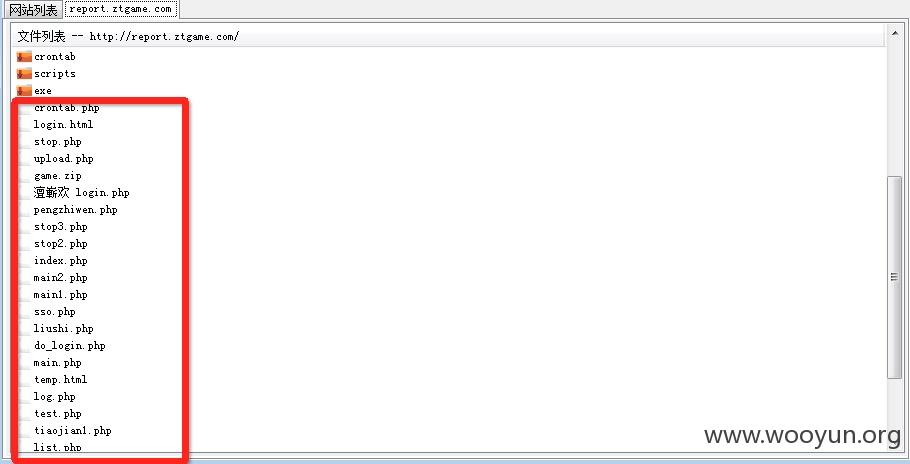 网站列表 report.ztgame.com
文件列表 -- http://report.ztgame.com/
crontab
scripts
exe
crontab.php
login.html
stop.php
upload.php
game.zip
澶嶄欢 login.php
pengzhiwen.php
stop3.php
stop2.php
index.php
main2.php
main1.php
sso.php
liushi.php
do_login.php
main.php
temp.html
log.php
test.php
tiaojian1.php
list.php
www.wooyun.org